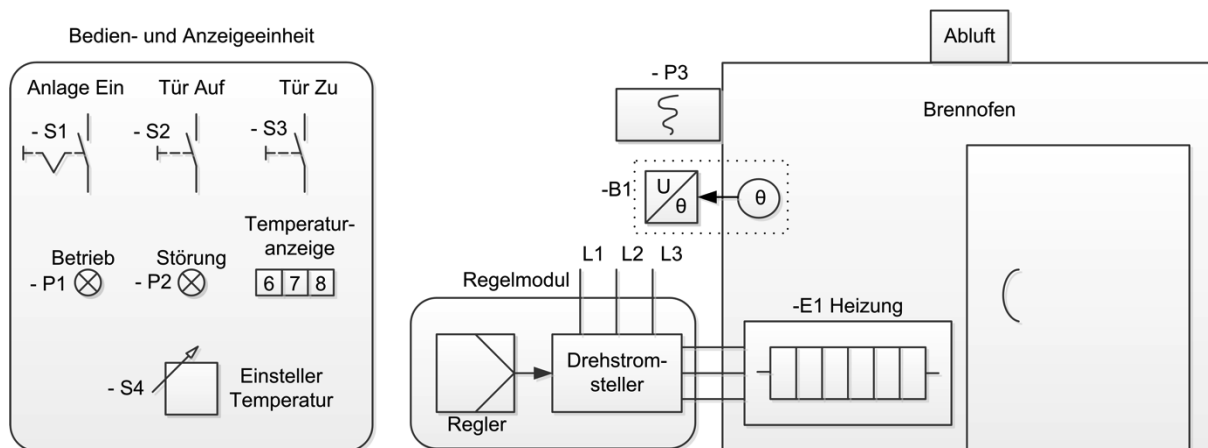 Bedien- und Anzeigeeinheit
Anlage Ein
Tür Auf
Tür Zu
- S1
- S2
- S3
Temperatur-
anzeige
Betrieb
Störung
- P1
- P2
6 7 8
- S4
Einsteller
Temperatur
Abluft
- P3
Brennofen
-B1
U
θ
θ
L1
L2
L3
Regelmodul
-E1 Heizung
Drehstrom-
steller
Regler